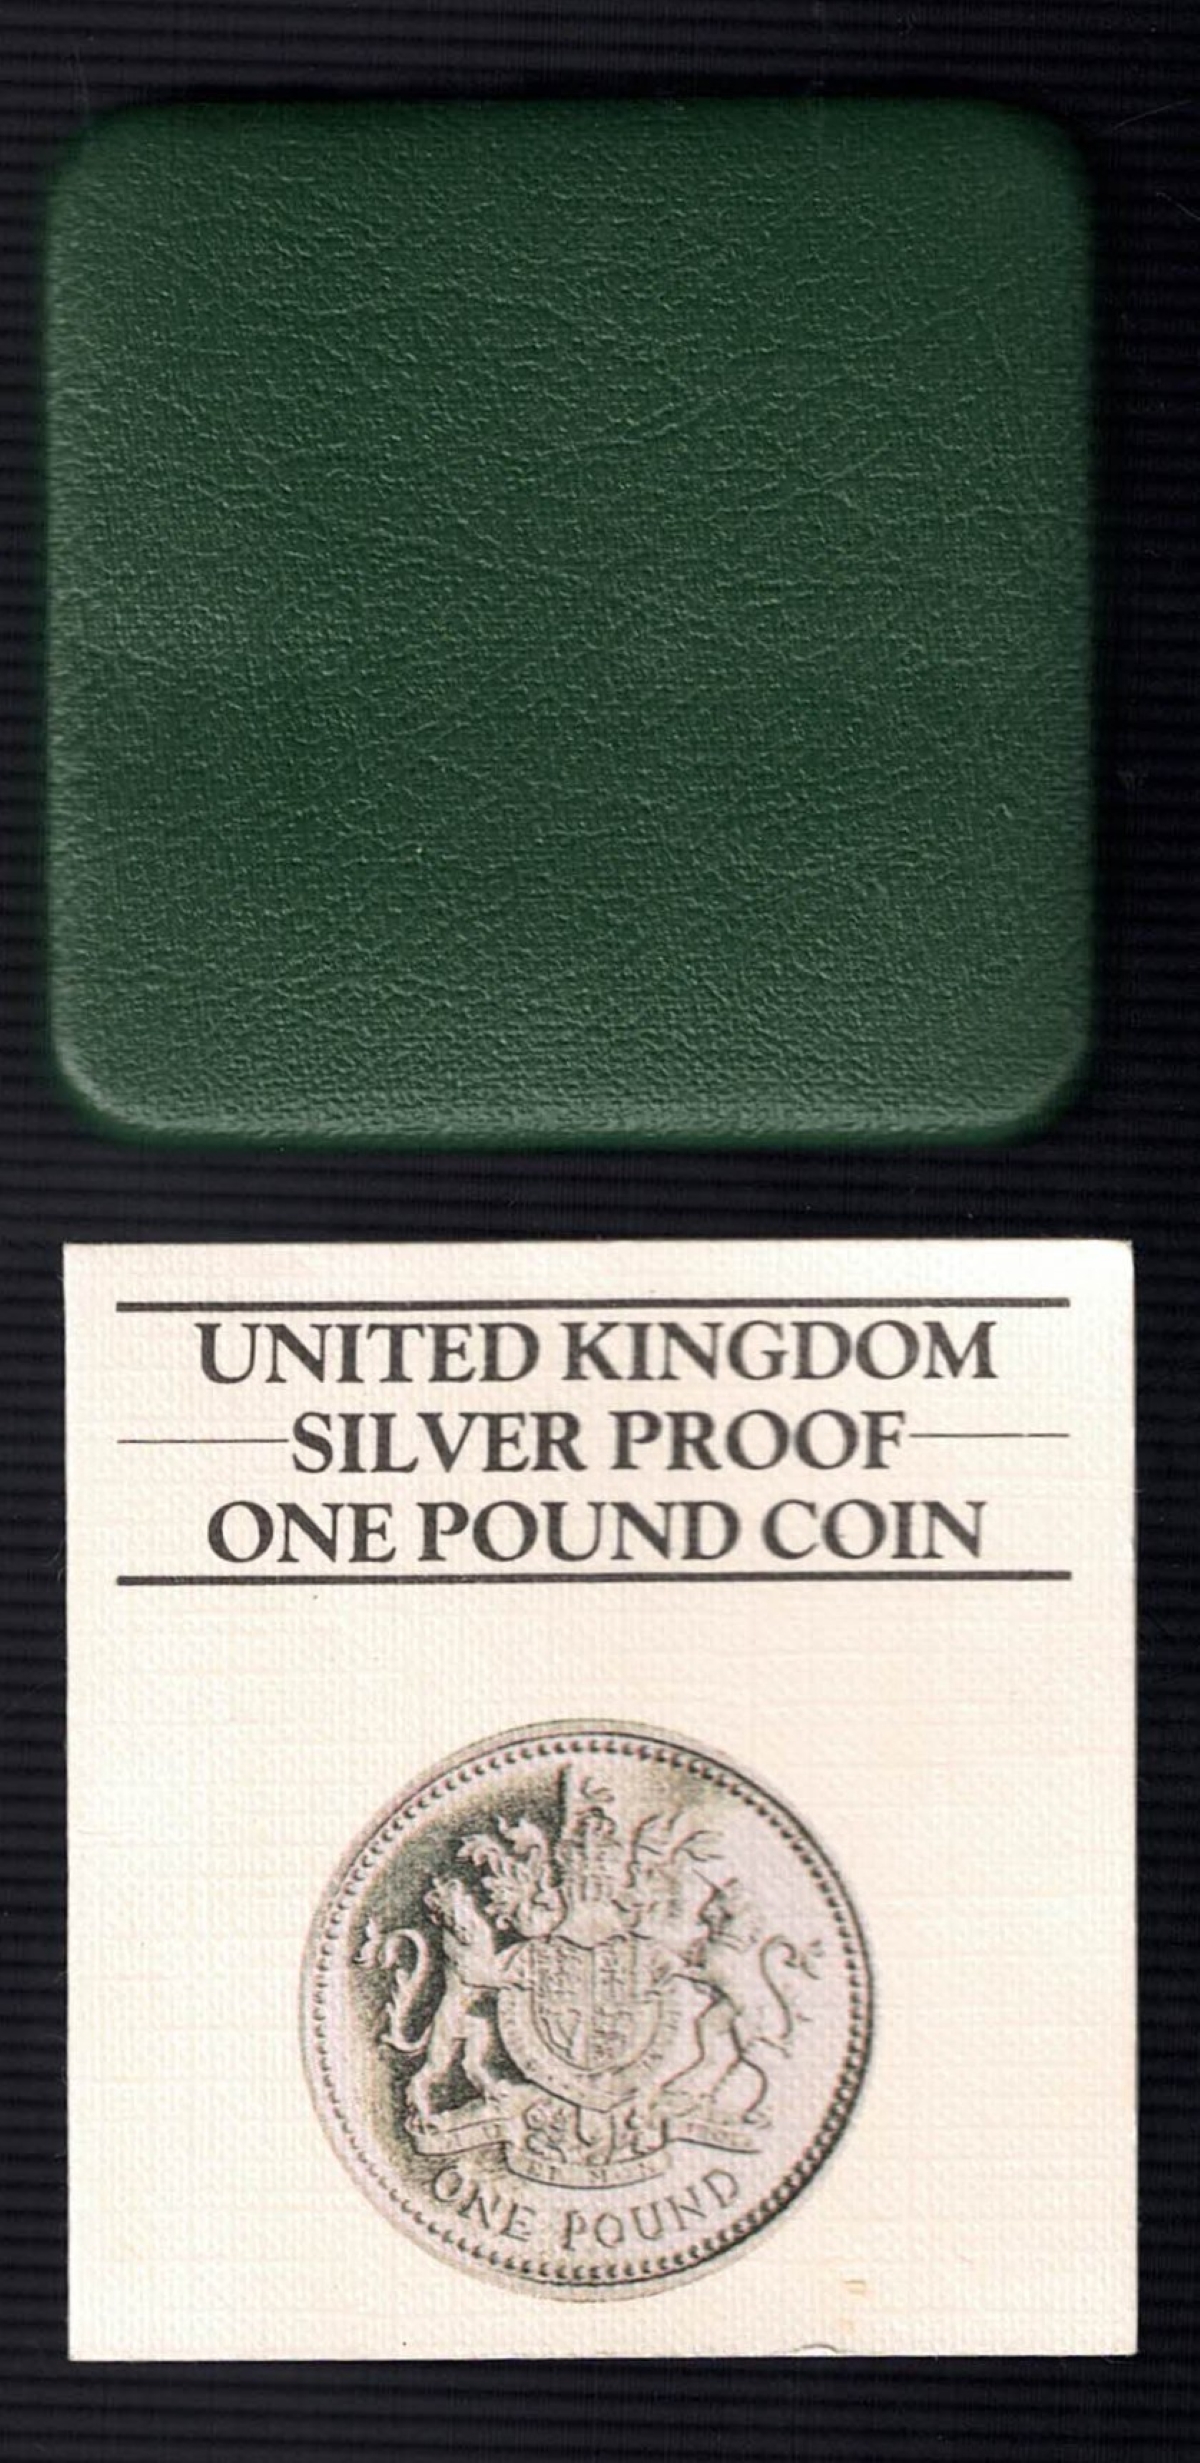 UNITED KINGDOM
SILVER PROOF
ONE POUND COIN
ONE POUND